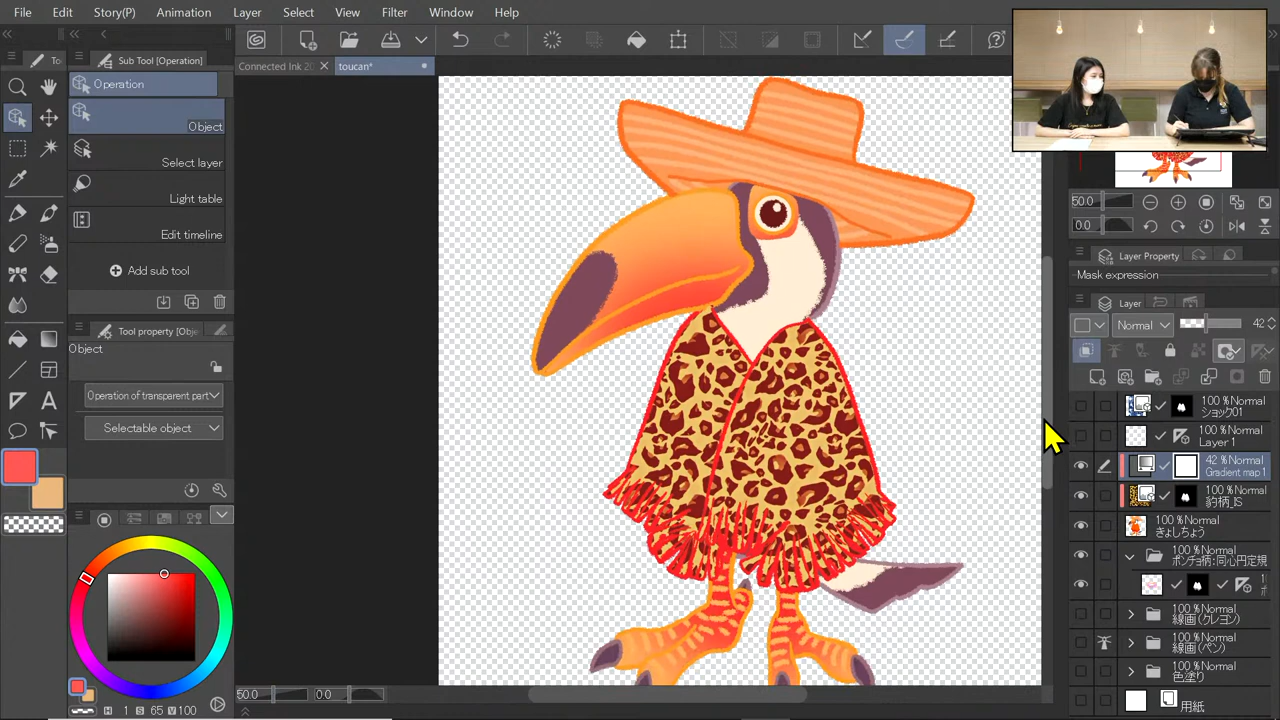 File Edit Story(P) Animation Layer Select View Filter Window Help
To
Sub Tool [Operation]
Operation
Object
Select layer
Light table
Edit timeline
Add sub tool
Tool property [Obje
Object
Operation of transparent part
Selectable object
H 1 S 65 V 100
Connected Ink 20
toucan*
50.0
0.0
50.0
0.0
Layer Property
Mask expression
Layer
Normal
42
100 %Normal
ショック01
100 %Normal
Layer 1
42 %Normal
Gradient map 1
100 %Normal
豹柄_IS
100 %Normal
きょしちょう
100 %Normal
ポンチョ柄:同心円定規
1
100 %Normal
線画(クレヨン)
100 %Normal
線画(ペン)
100 %Normal
色塗り
用紙